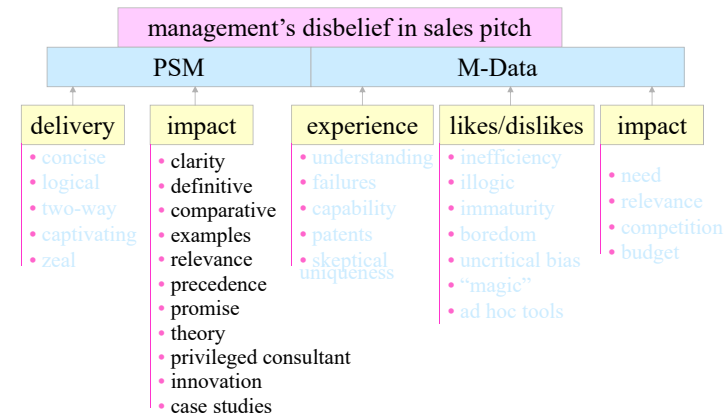 management's disbelief in sales pitch
PSM
M-Data
delivery
• concise
• logical
• two-way
• captivating
• zeal
impact
• clarity
• definitive
• comparative
• examples
• relevance
• precedence
• promise
• theory
• privileged consultant
• innovation
• case studies
experience
• understanding
• failures
• capability
• patents
• skeptical
uniqueness
likes/dislikes
• inefficiency
• illogic
• immaturity
• boredom
• uncritical bias
• “magic”
• ad hoc tools
impact
• need
• relevance
• competition
• budget